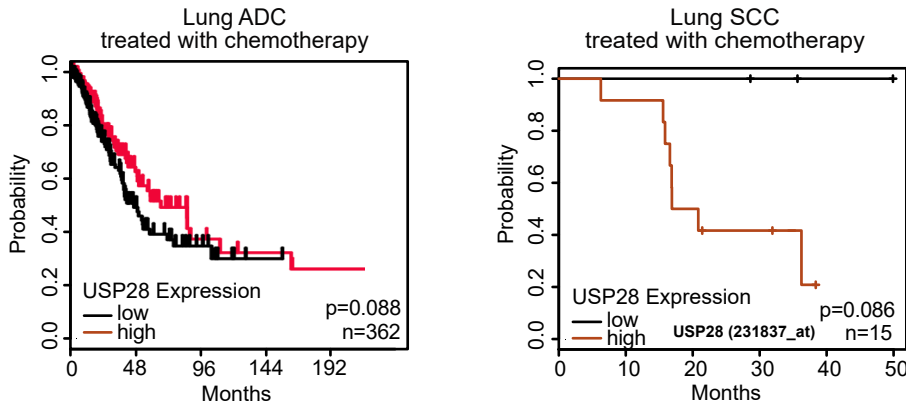 Lung ADC
treated with chemotherapy
Probability
1.0
0.8
0.6
0.4
0.2
0.0
USP28 Expression
low
high
p=0.088
n=362
0 48 96 144 192
Months
Lung SCC
treated with chemotherapy
Probability
1.0
0.8
0.6
0.4
0.2
0.0
USP28 Expression
low
high
USP28 (231837_at)
p=0.086
n=15
0 10 20 30 40 50
Months